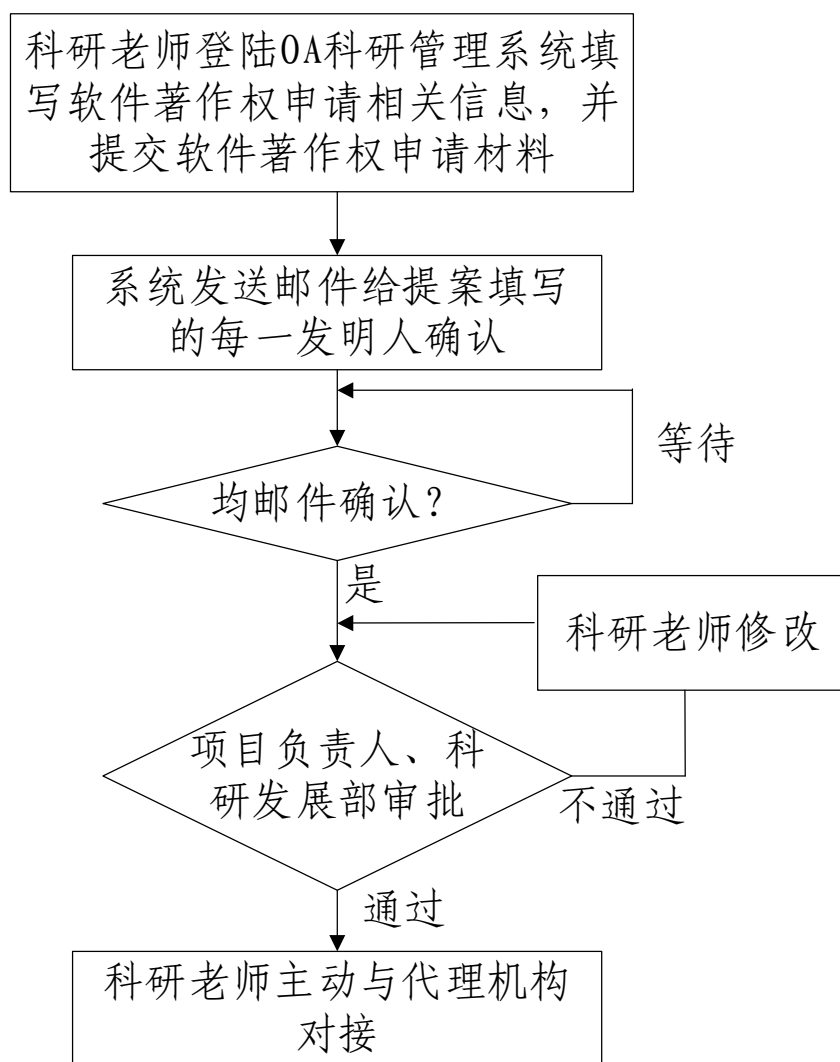 科研老师登陆OA科研管理系统填
写软件著作权申请相关信息，并
提交软件著作权申请材料
系统发送邮件给提案填写
的每一发明人确认
等待
均邮件确认？
是
科研老师修改
项目负责人、科
研发展部审批
不通过
通过
科研老师主动与代理机构
对接